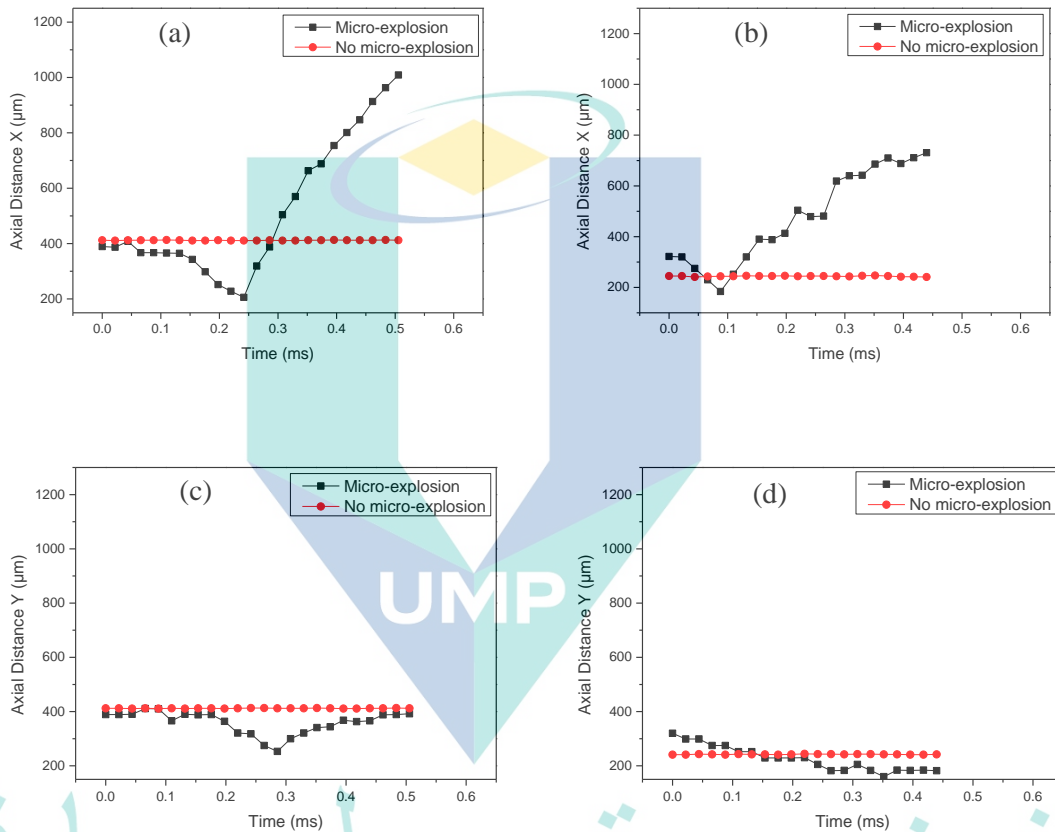 (a)
Micro-explosion
No micro-explosion
1200
1000
800
600
400
200
Axial Distance X (µm)
0.0 0.1 0.2 0.3 0.4 0.5 0.6
Time (ms)
(b)
Micro-explosion
No micro-explosion
1200
1000
800
600
400
200
Axial Distance X (µm)
0.0 0.1 0.2 0.3 0.4 0.5 0.6
Time (ms)
(c)
Micro-explosion
No micro-explosion
1200
1000
800
600
400
200
Axial Distance Y (µm)
0.0 0.1 0.2 0.3 0.4 0.5 0.6
Time (ms)
(d)
Micro-explosion
No micro-explosion
1200
1000
800
600
400
200
Axial Distance Y (µm)
0.0 0.1 0.2 0.3 0.4 0.5 0.6
Time (ms)
UMP